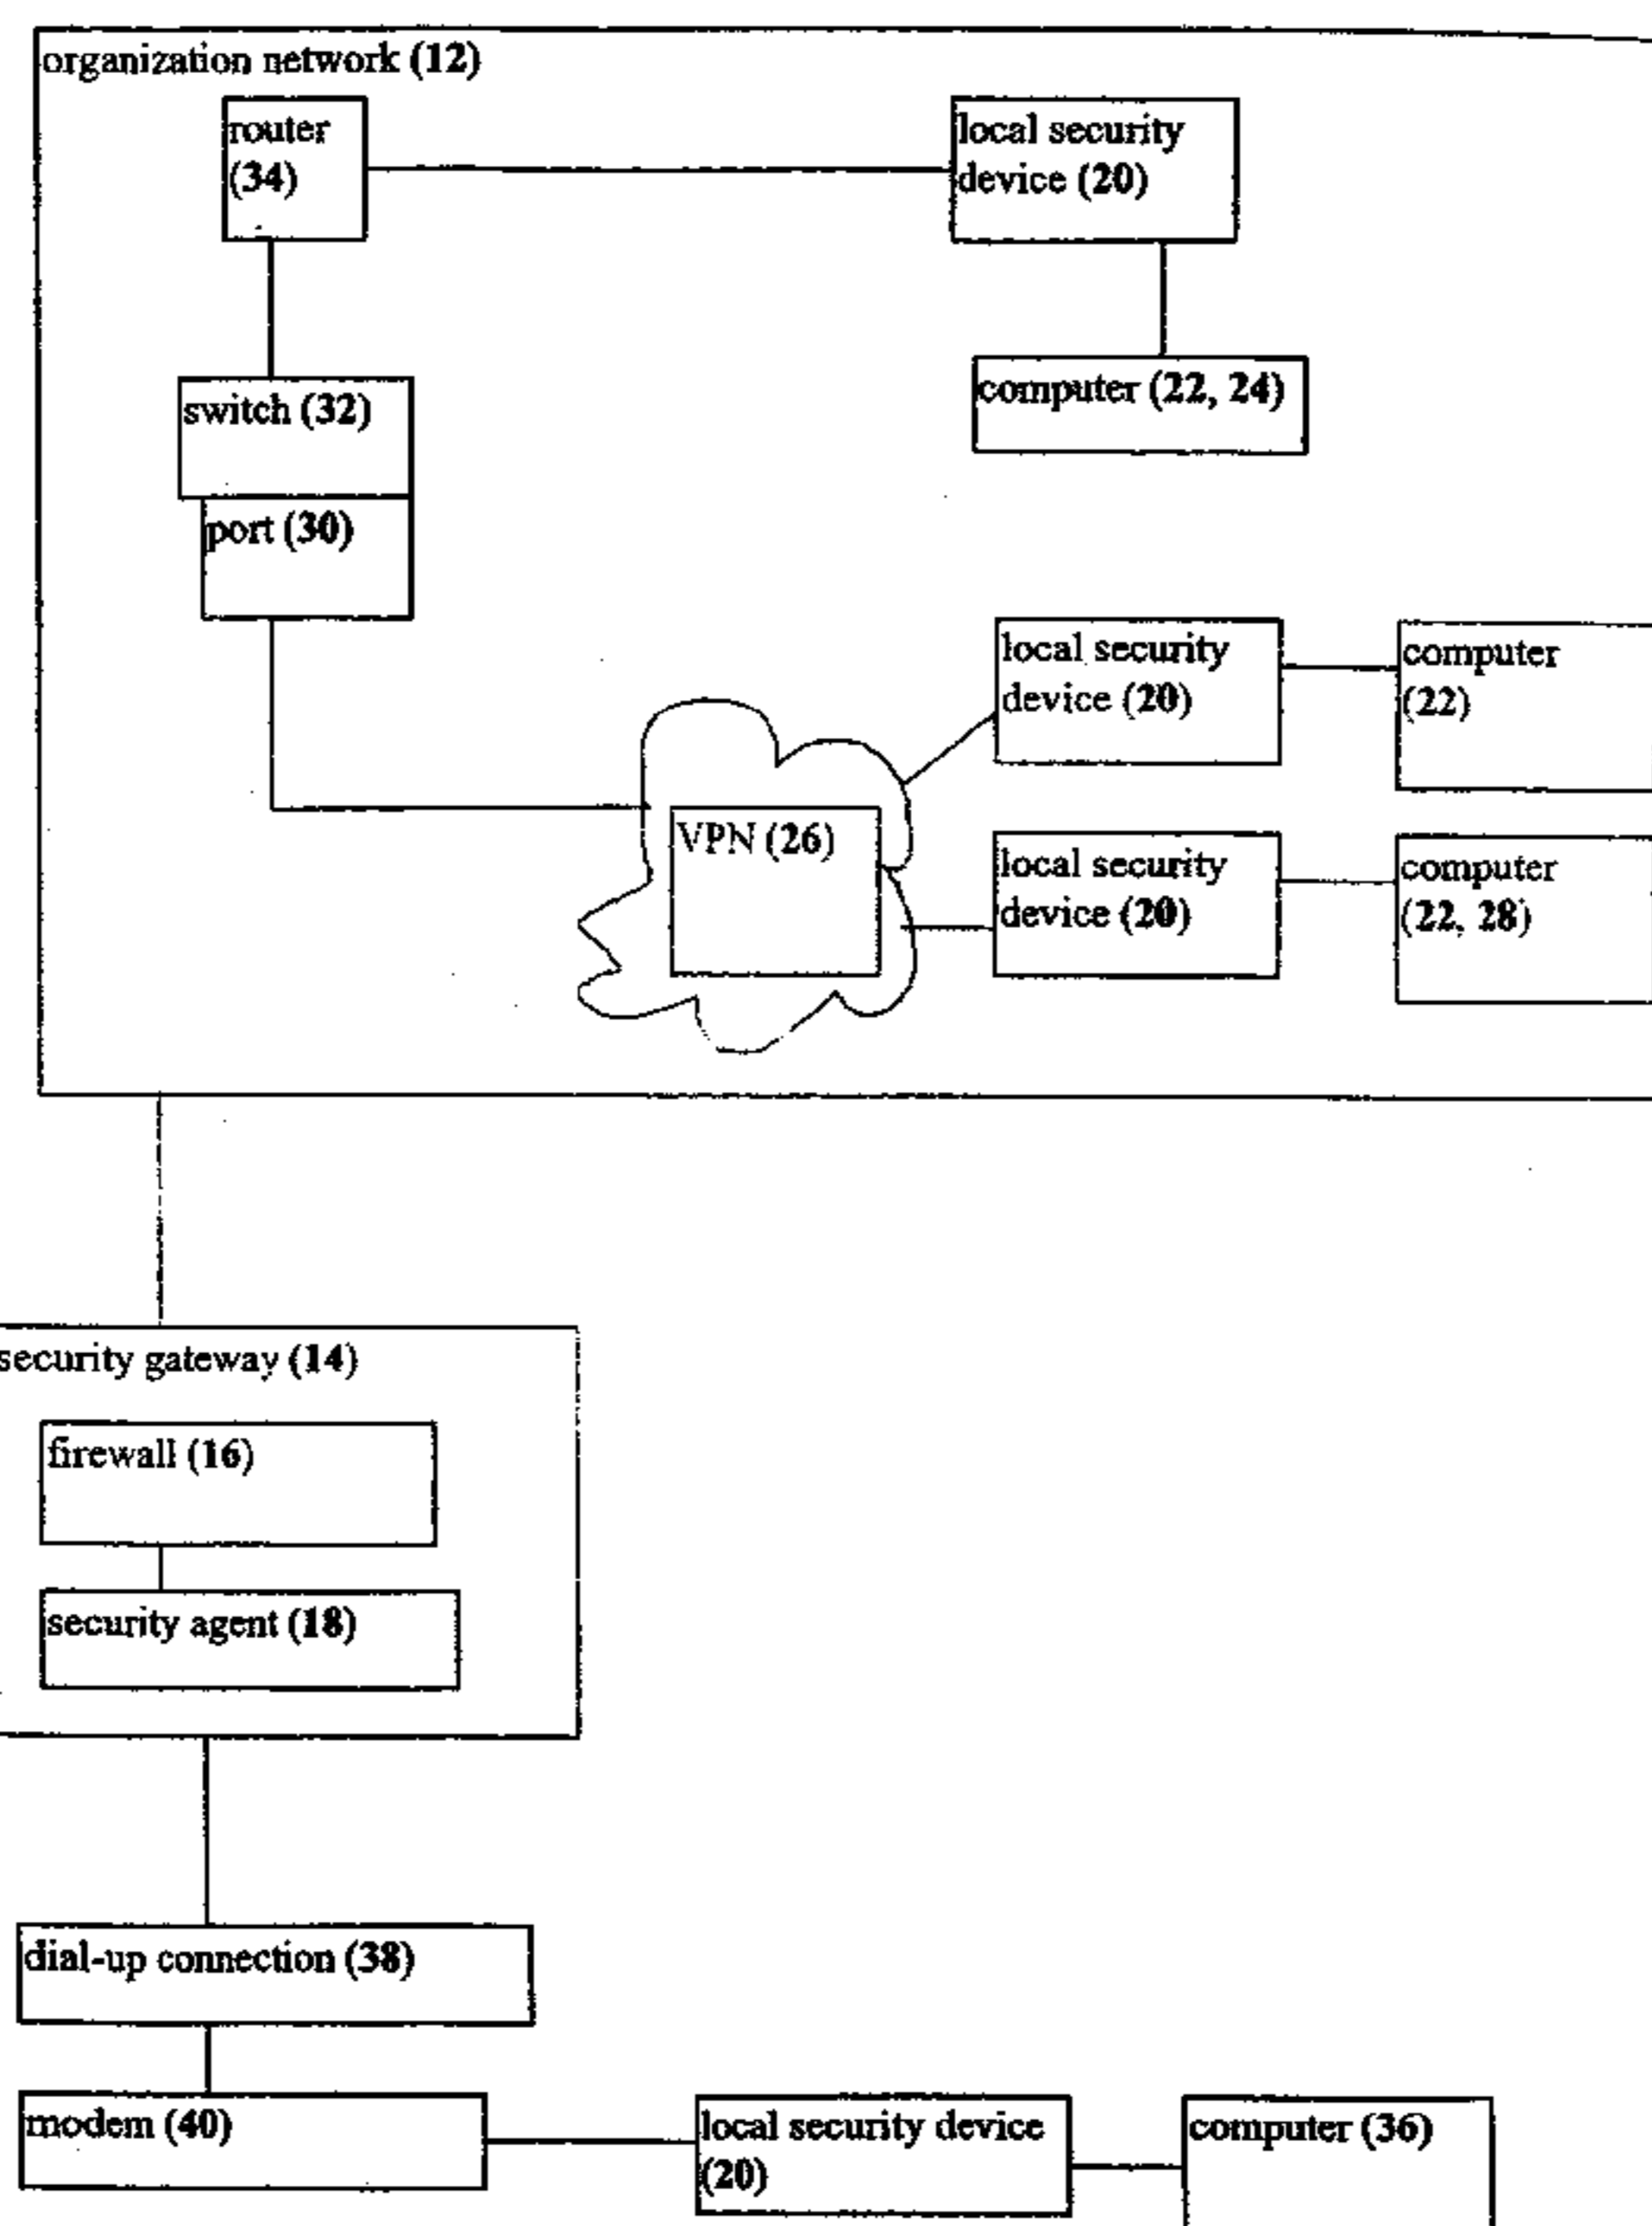 organization network (12)
router
(34)
local security
device (20)
switch (32)
computer (22, 24)
port (30)
local security
device (20)
computer
(22)
VPN (26)
local security
device (20)
computer
(22, 28)
security gateway (14)
firewall (16)
security agent (18)
dial-up connection (38)
modem (40)
local security device
(20)
computer (36)